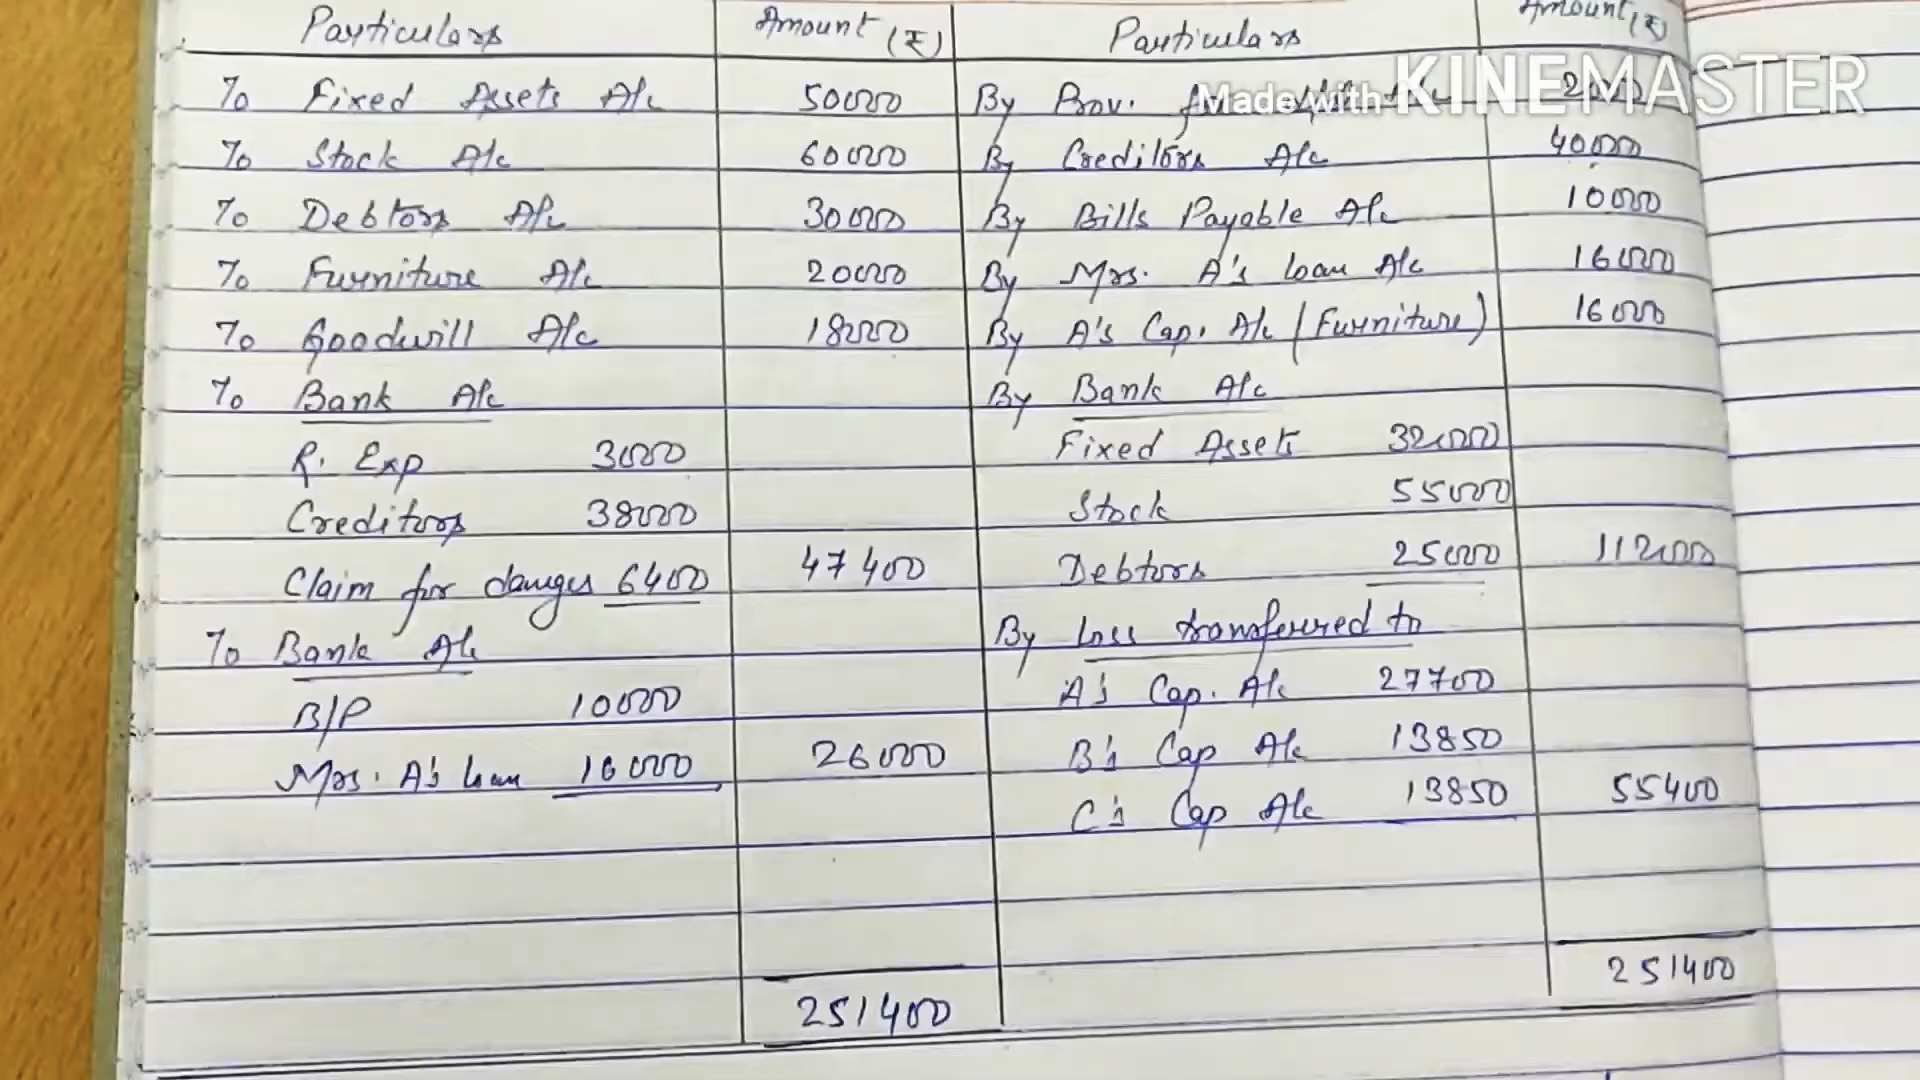 Particulars Amount (₹) Particulars Amount (₹)
To Fixed Assets A/c 50000 By Prov. 2000
Made with KINEMASTER
To Stock A/c 60000 By Creditors A/c 40000
To Debtors A/c 30000 By Bills Payable A/c 10000
To Furniture A/c 20000 By Mrs. A's loan A/c 16000
To Goodwill A/c 18000 By A's Cap. A/c (Furniture) 16000
To Bank A/c By Bank A/c
R. Exp 3000 Fixed Assets 32000
Creditors 38000 Stock 55000
Claim for danges 6400 47400 Debtors 25000 112000
To Bank A/c By Loss transferred to
B/P 10000 A's Cap. A/c 27700
Mrs. A's loan 16000 26000 B's Cap A/c 13850
C's Cap A/c 13850 55400
251400 251400